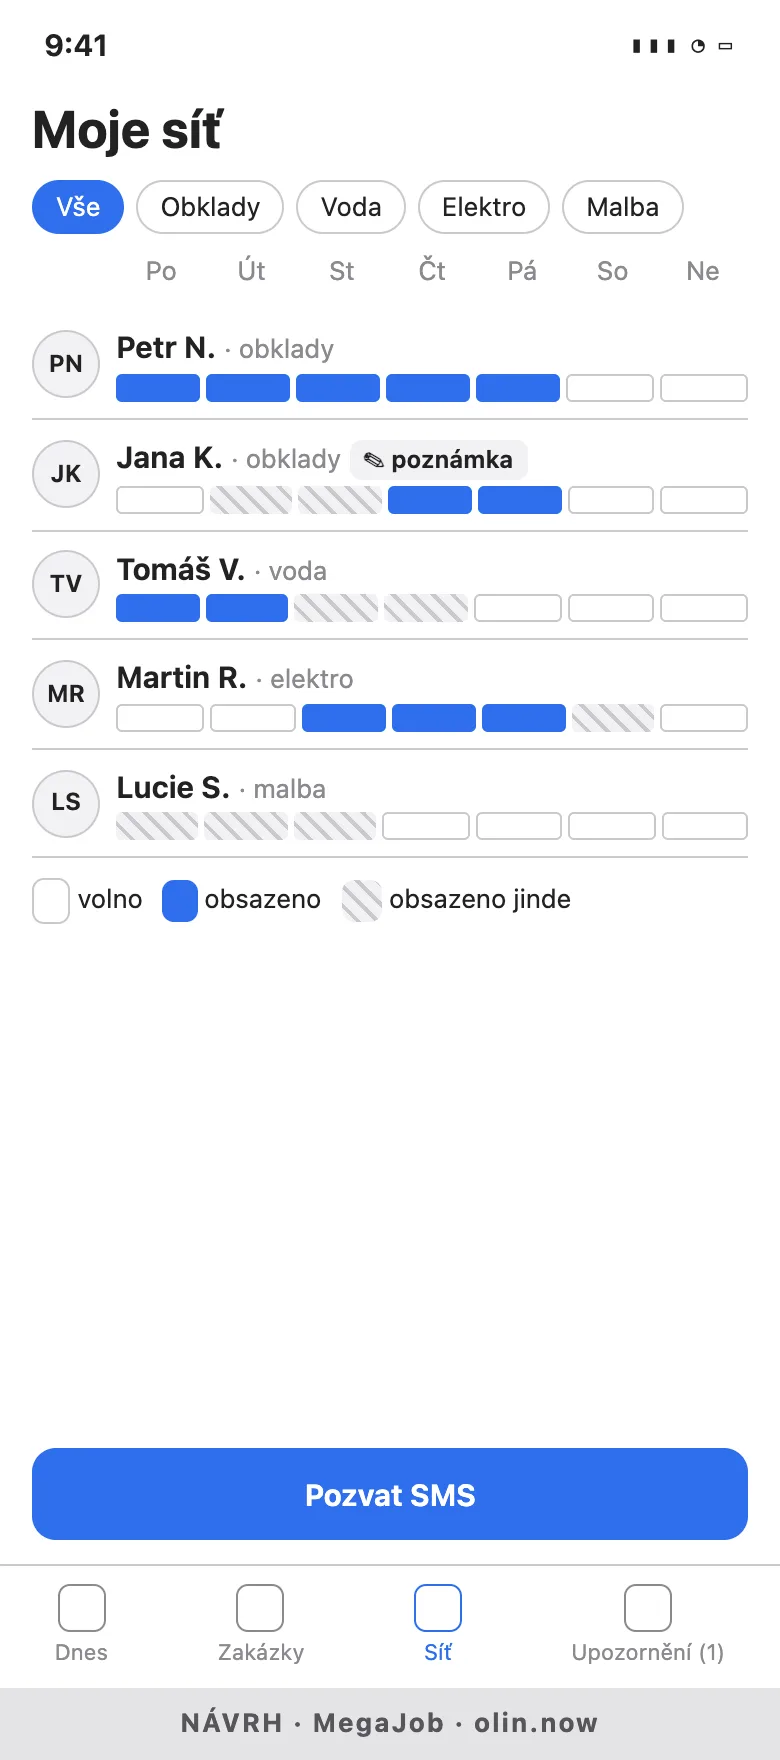 9:41
Moje síť
Vše Obklady Voda Elektro Malba
Po Út St Čt Pá So Ne
PN Petr N. · obklady
JK Jana K. · obklady ✎ poznámka
TV Tomáš V. · voda
MR Martin R. · elektro
LS Lucie S. · malba
volno obsazeno obsazeno jinde
Pozvat SMS
Dnes Zakázky Síť Upozornění (1)
NÁVRH · MegaJob · olin.now